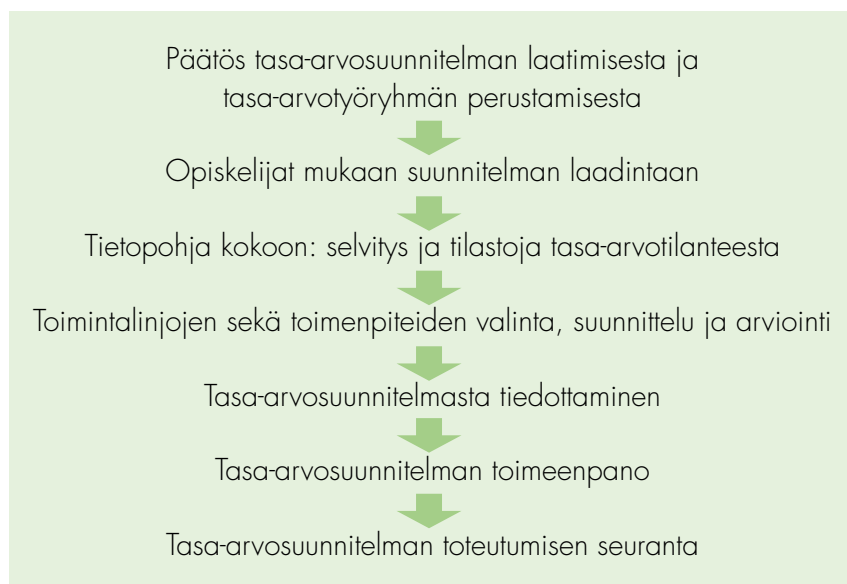 Päätös tasa-arvosuunnitelman laatimisesta ja
tasa-arvotyöryhmän perustamisesta
Opiskelijat mukaan suunnitelman laadintaan
Tietopohja kokoon: selvitys ja tilastoja tasa-arvotilanteesta
Toimintalinjojen sekä toimenpiteiden valinta, suunnittelu ja arviointi
Tasa-arvosuunnitelmasta tiedottaminen
Tasa-arvosuunnitelman toimeenpano
Tasa-arvosuunnitelman toteutumisen seuranta